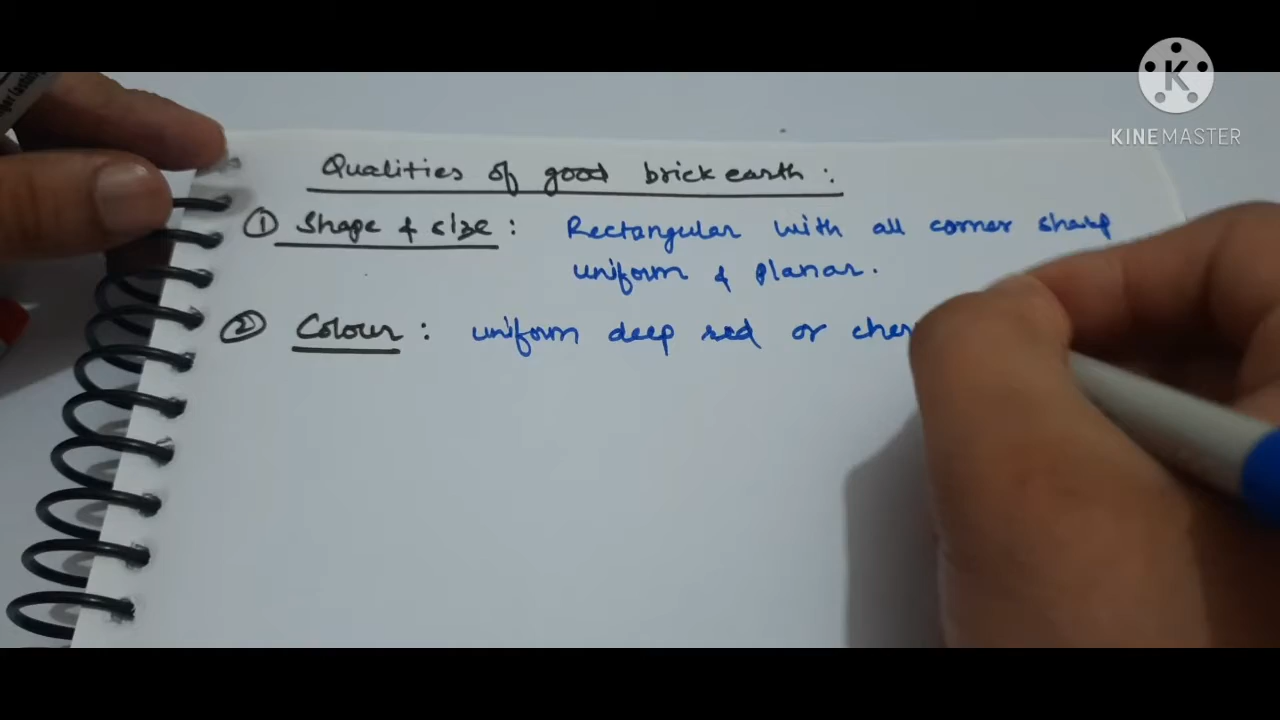 KINEMASTER
Qualities of good brick earth :
① Shape & size : Rectangular with all corner sharp
uniform & planar.
② Colour : uniform deep red or cher